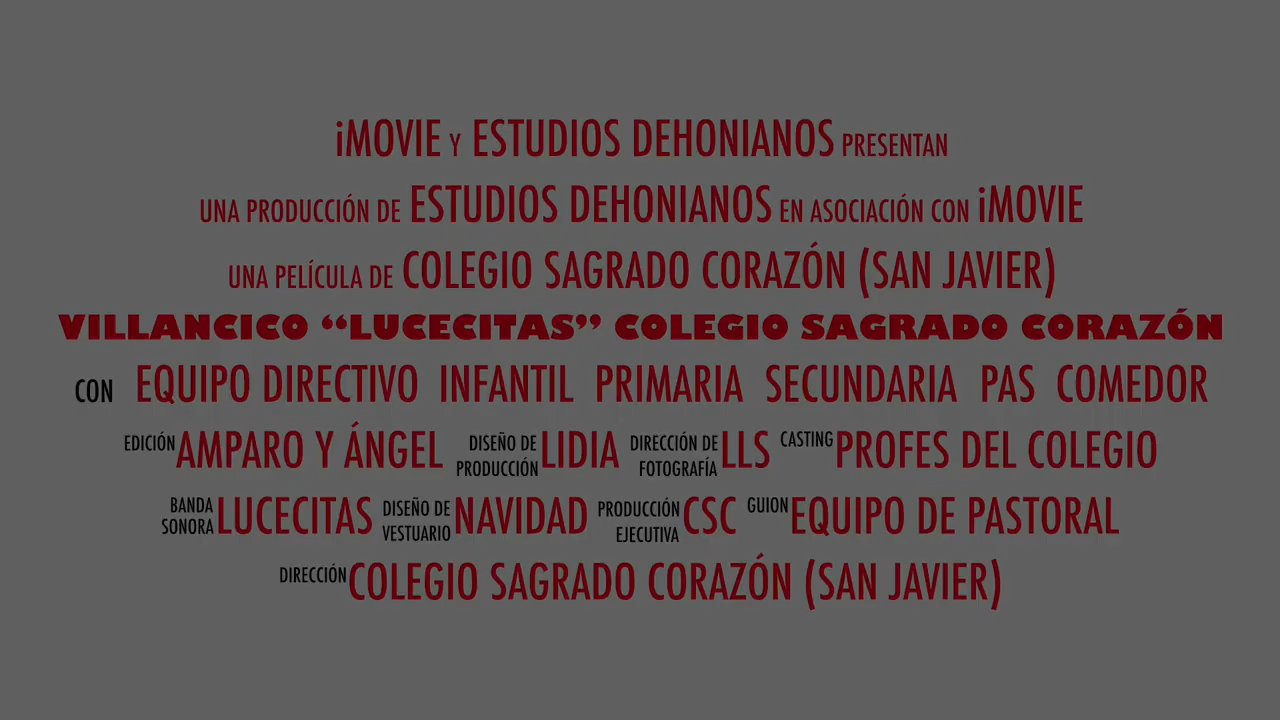 iMOVIE Y ESTUDIOS DEHONIANOS PRESENTAN
UNA PRODUCCIÓN DE ESTUDIOS DEHONIANOS EN ASOCIACIÓN CON iMOVIE
UNA PELÍCULA DE COLEGIO SAGRADO CORAZÓN (SAN JAVIER)
VILLANCICO “LUCECITAS” COLEGIO SAGRADO CORAZÓN
CON EQUIPO DIRECTIVO INFANTIL PRIMARIA SECUNDARIA PAS COMEDOR
EDICIÓN AMPARO Y ÁNGEL DISEÑO DE PRODUCCIÓN LIDIA DIRECCIÓN DE FOTOGRAFÍA LLS CASTING PROFES DEL COLEGIO
BANDA SONORA LUCECITAS DISEÑO DE VESTUARIO NAVIDAD PRODUCCIÓN EJECUTIVA CSC GUION EQUIPO DE PASTORAL
DIRECCIÓN COLEGIO SAGRADO CORAZÓN (SAN JAVIER)